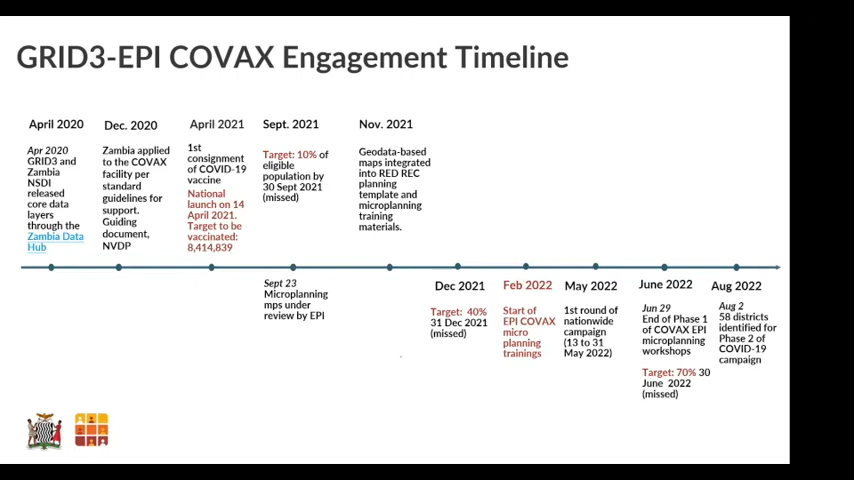 GRID3-EPI COVAX Engagement Timeline
April 2020
Apr 2020
GRID3 and
Zambia
NSDI
released
core data
layers
through the
Zambia Data
Hub
Dec. 2020
Zambia applied
to the COVAX
facility per
standard
guidelines for
support.
Guiding
document,
NVDP
April 2021
1st
consignment
of COVID-19
vaccine
National
launch on 14
April 2021.
Target to be
vaccinated:
8,414,839
Sept. 2021
Target: 10% of
eligible
population by
30 Sept 2021
(missed)
Nov. 2021
Geodata-based
maps integrated
into RED REC
planning
template and
microplanning
training
materials.
Sept 23
Microplanning
mps under
review by EPI
Dec 2021
Target: 40%
31 Dec 2021
(missed)
Feb 2022
Start of
EPI COVAX
micro
planning
trainings
May 2022
1st round of
nationwide
campaign
(13 to 31
May 2022)
June 2022
Jun 29
End of Phase 1
of COVAX EPI
microplanning
workshops
Target: 70% 30
June 2022
(missed)
Aug 2022
Aug 2
58 districts
identified for
Phase 2 of
COVID-19
campaign